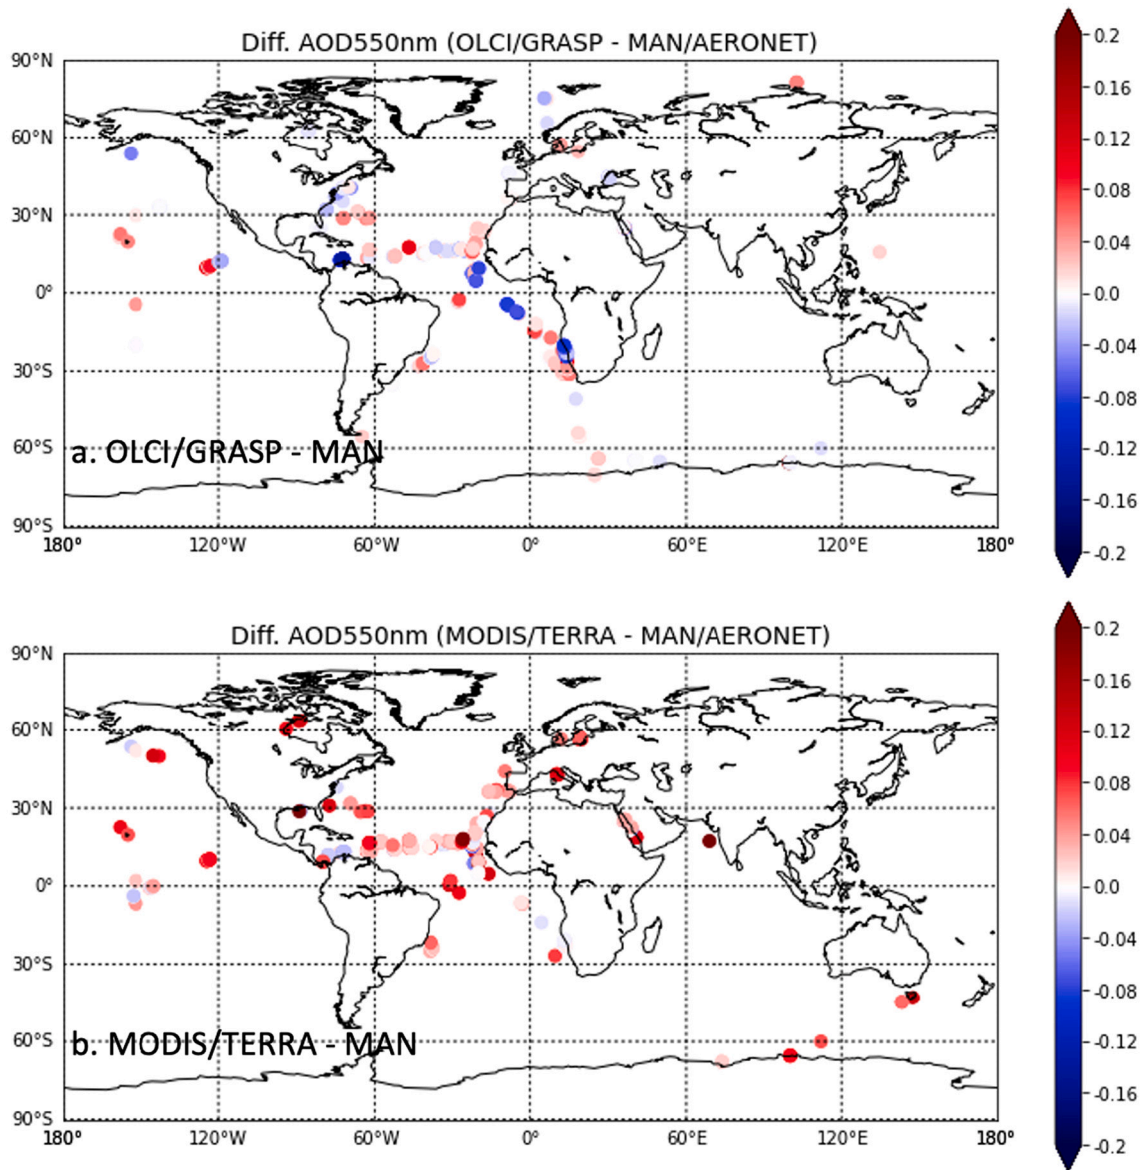 Diff. AOD550nm (OLCI/GRASP - MAN/AERONET)
90°N
60°N
30°N
0°
30°S
60°S
90°S
a. OLCI/GRASP - MAN
180° 120°W 60°W 0° 60°E 120°E 180°
0.2
0.16
0.12
0.08
0.04
0.0
-0.04
-0.08
-0.12
-0.16
-0.2
Diff. AOD550nm (MODIS/TERRA - MAN/AERONET)
90°N
60°N
30°N
0°
30°S
60°S
90°S
b. MODIS/TERRA - MAN
180° 120°W 60°W 0° 60°E 120°E 180°
0.2
0.16
0.12
0.08
0.04
0.0
-0.04
-0.08
-0.12
-0.16
-0.2